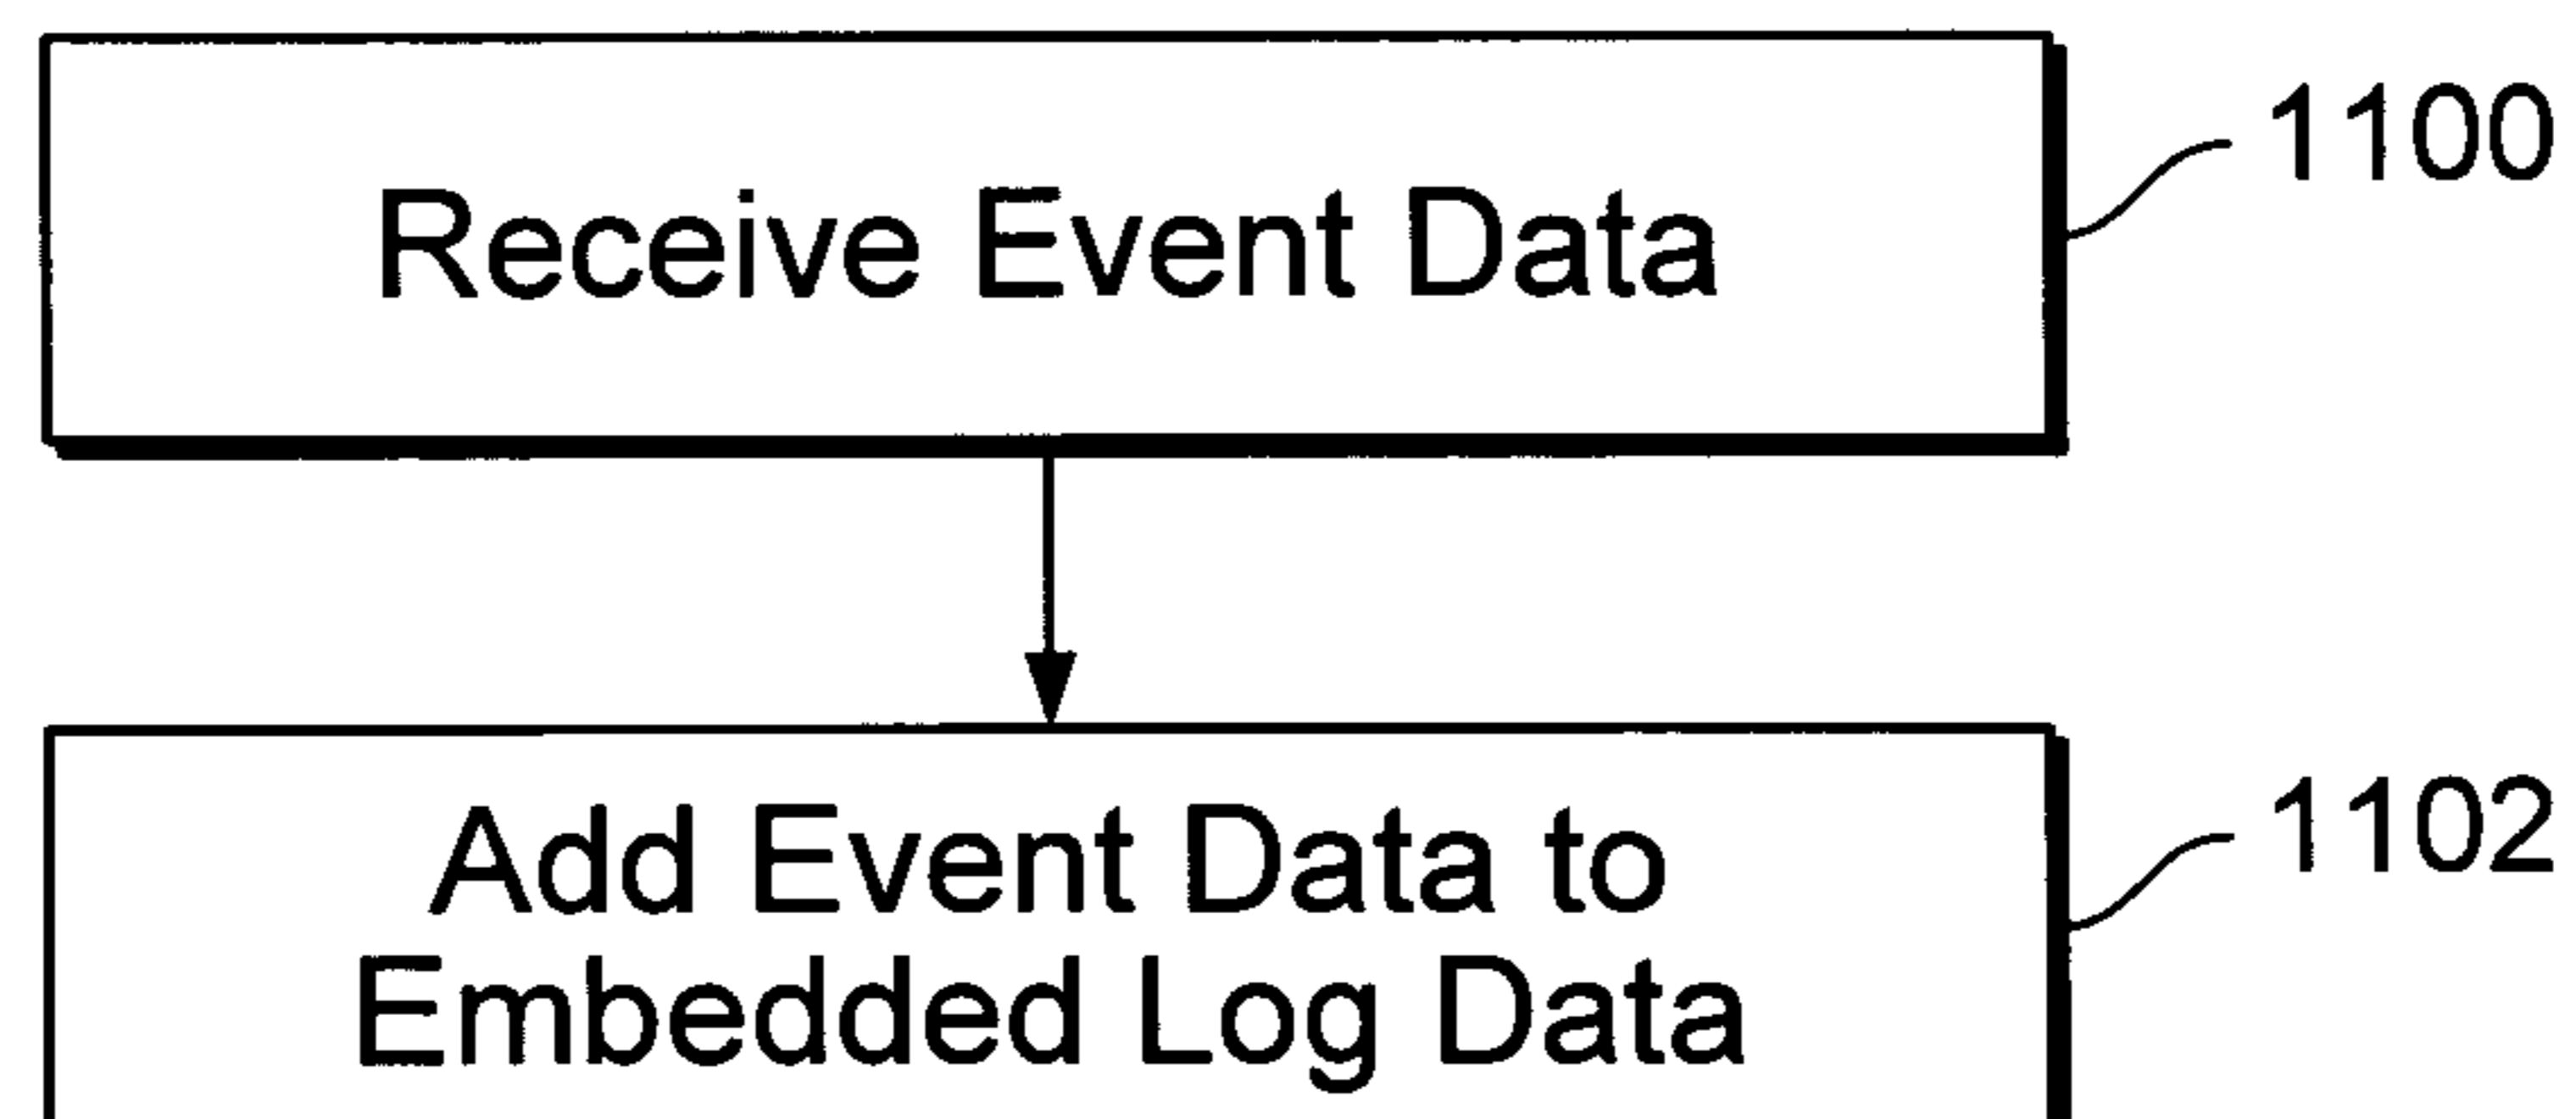 Receive Event Data
1100
Add Event Data to
Embedded Log Data
1102